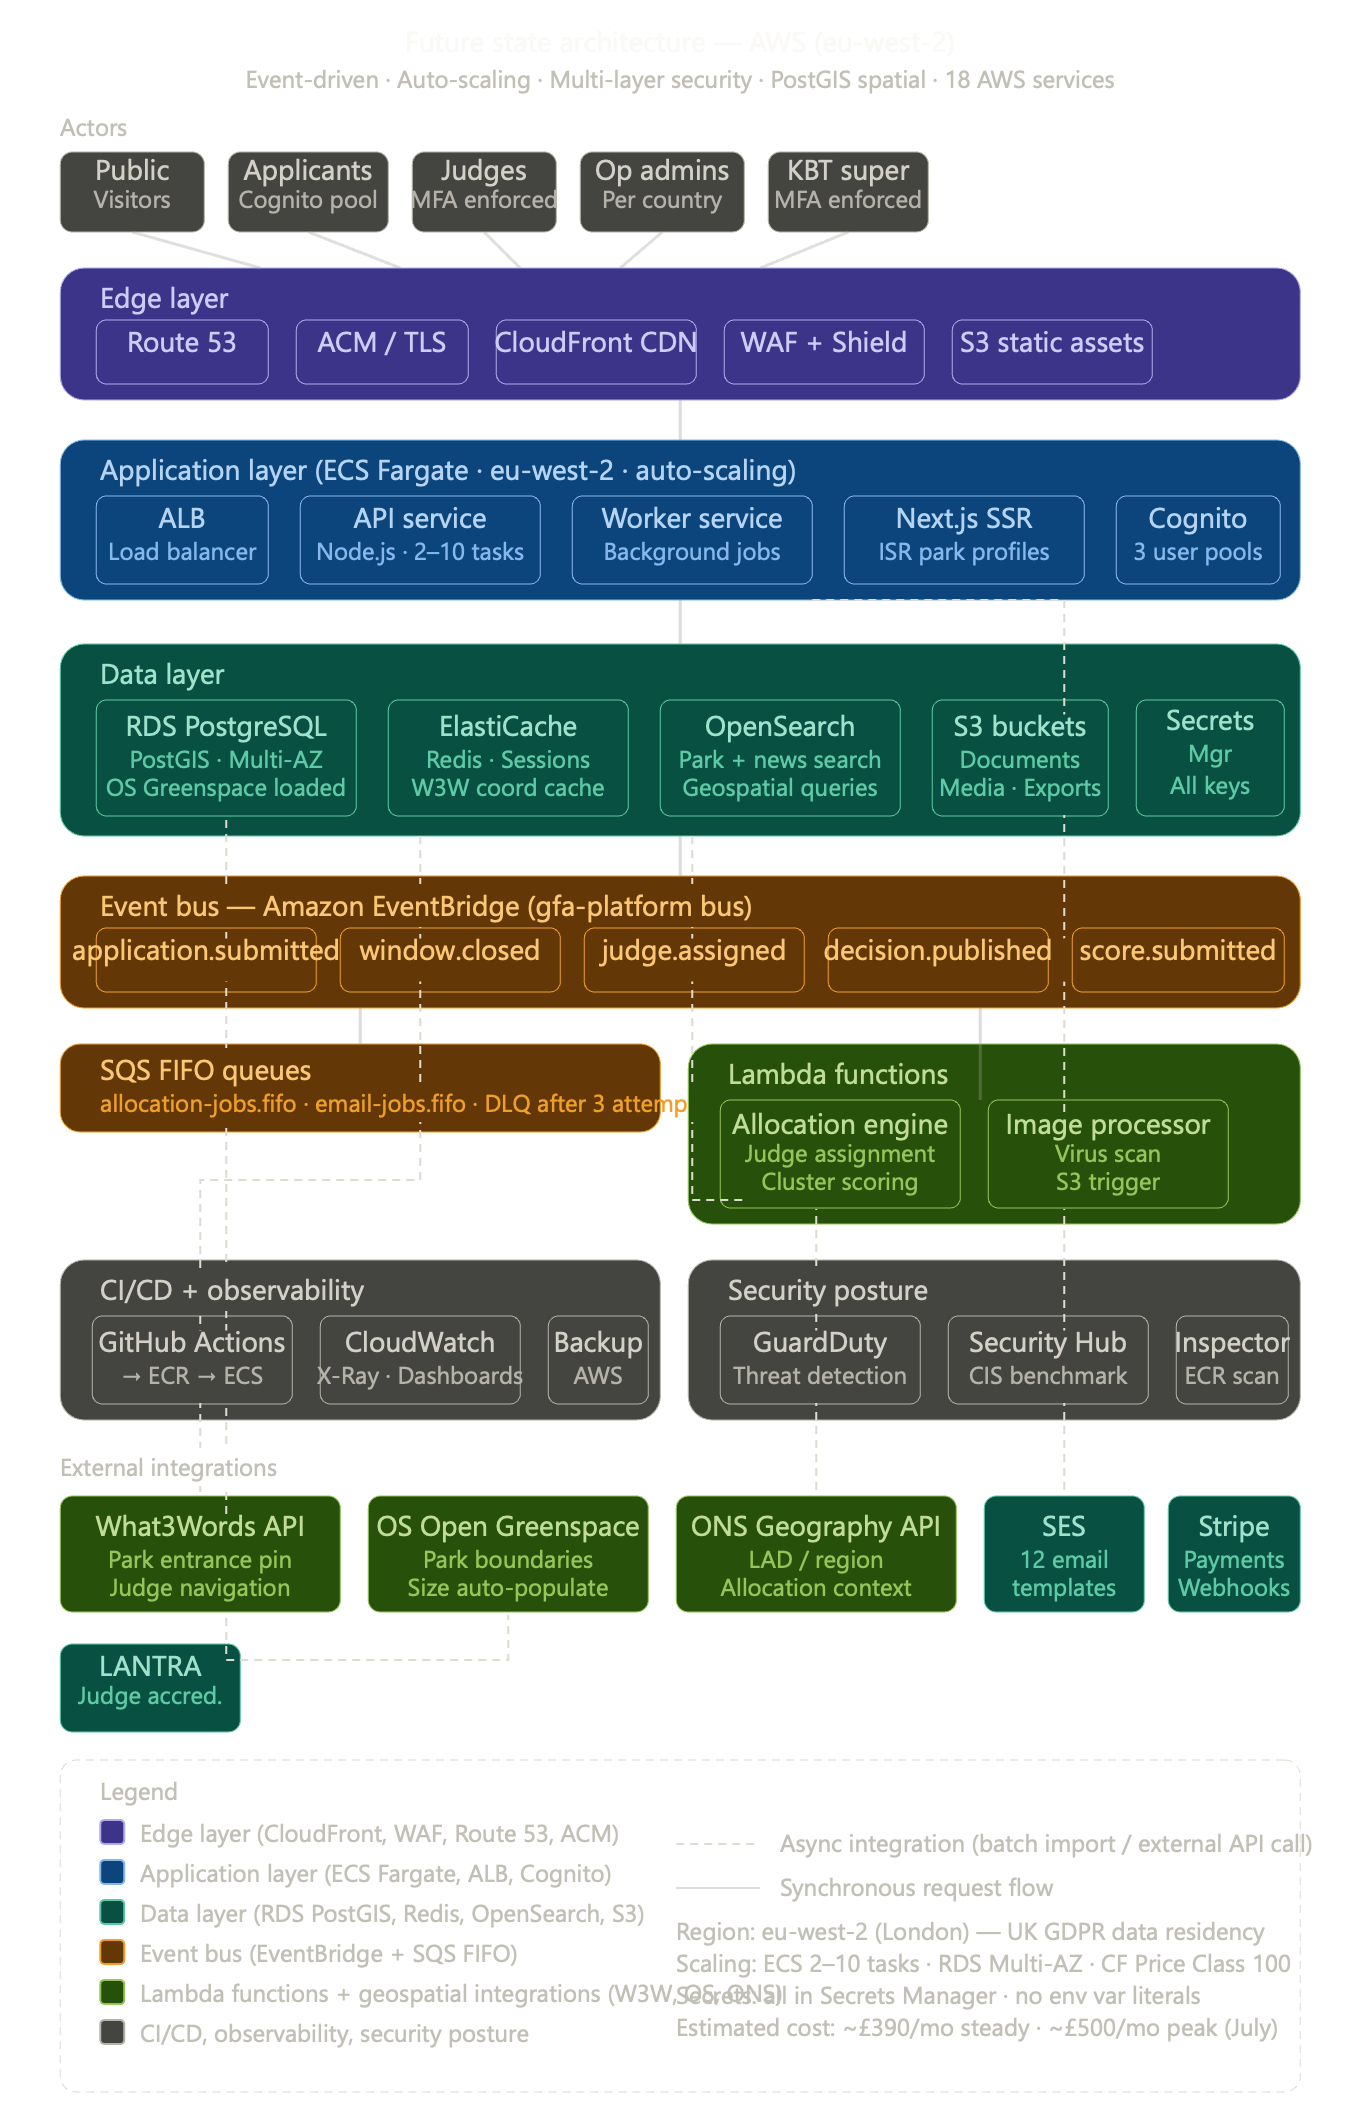 Future state architecture — AWS (eu-west-2)
Event-driven · Auto-scaling · Multi-layer security · PostGIS spatial · 18 AWS services
Actors
Public
Visitors
Applicants
Cognito pool
Judges
MFA enforced
Op admins
Per country
KBT super
MFA enforced
Edge layer
Route 53
ACM / TLS
CloudFront CDN
WAF + Shield
S3 static assets
Application layer (ECS Fargate · eu-west-2 · auto-scaling)
ALB
Load balancer
API service
Node.js · 2–10 tasks
Worker service
Background jobs
Next.js SSR
ISR park profiles
Cognito
3 user pools
Data layer
RDS PostgreSQL
PostGIS · Multi-AZ
OS Greenspace loaded
ElastiCache
Redis · Sessions
W3W coord cache
OpenSearch
Park + news search
Geospatial queries
S3 buckets
Documents
Media · Exports
Secrets
Mgr
All keys
Event bus — Amazon EventBridge (gfa-platform bus)
application.submitted
window.closed
judge.assigned
decision.published
score.submitted
SQS FIFO queues
allocation-jobs.fifo · email-jobs.fifo · DLQ after 3 attemp
Lambda functions
Allocation engine
Judge assignment
Cluster scoring
Image processor
Virus scan
S3 trigger
CI/CD + observability
GitHub Actions
→ ECR → ECS
CloudWatch
X-Ray · Dashboards
Backup
AWS
Security posture
GuardDuty
Threat detection
Security Hub
CIS benchmark
Inspector
ECR scan
External integrations
What3Words API
Park entrance pin
Judge navigation
OS Open Greenspace
Park boundaries
Size auto-populate
ONS Geography API
LAD / region
Allocation context
SES
12 email
templates
Stripe
Payments
Webhooks
LANTRA
Judge accred.
Legend
Edge layer (CloudFront, WAF, Route 53, ACM)
Application layer (ECS Fargate, ALB, Cognito)
Data layer (RDS PostGIS, Redis, OpenSearch, S3)
Event bus (EventBridge + SQS FIFO)
Lambda functions + geospatial integrations (W3W, OS, ONS)
CI/CD, observability, security posture
Async integration (batch import / external API call)
Synchronous request flow
Region: eu-west-2 (London) — UK GDPR data residency
Scaling: ECS 2–10 tasks · RDS Multi-AZ · CF Price Class 100
Secrets: all in Secrets Manager · no env var literals
Estimated cost: ~£390/mo steady · ~£500/mo peak (July)